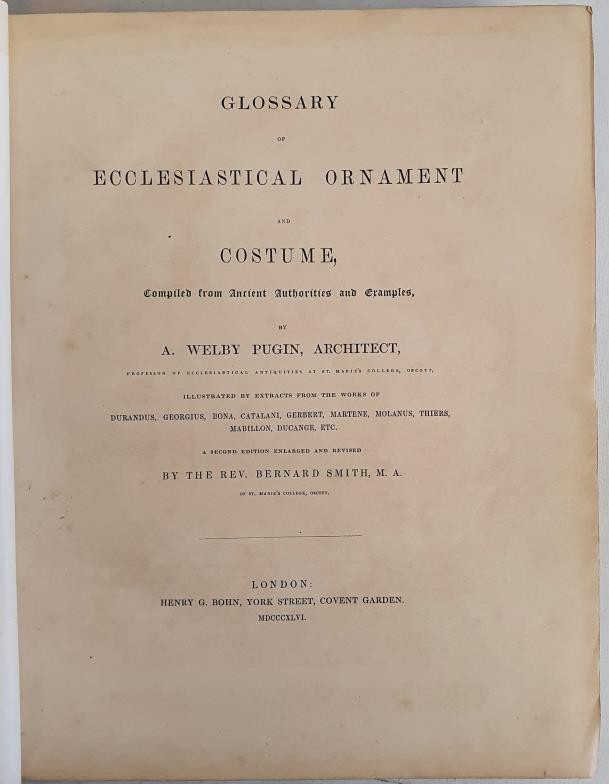 GLOSSARY
OF
ECCLESIASTICAL ORNAMENT
AND
COSTUME,
Compiled from Ancient Authorities and Examples,
BY
A. WELBY PUGIN, ARCHITECT,
PROFESSOR OF ECCLESIASTICAL ANTIQUITIES AT ST. MARIE'S COLLEGE, OSCOTT,
ILLUSTRATED BY EXTRACTS FROM THE WORKS OF
DURANDUS, GEORGIUS, BONA, CATALANI, GERBERT, MARTENE, MOLANUS, THIERS,
MABILLON, DUCANGE, ETC.
A SECOND EDITION ENLARGED AND REVISED
BY THE REV. BERNARD SMITH, M. A.
OF ST. MARIE'S COLLEGE, OSCOTT.
LONDON:
HENRY G. BOHN, YORK STREET, COVENT GARDEN.
MDCCCXLVI.